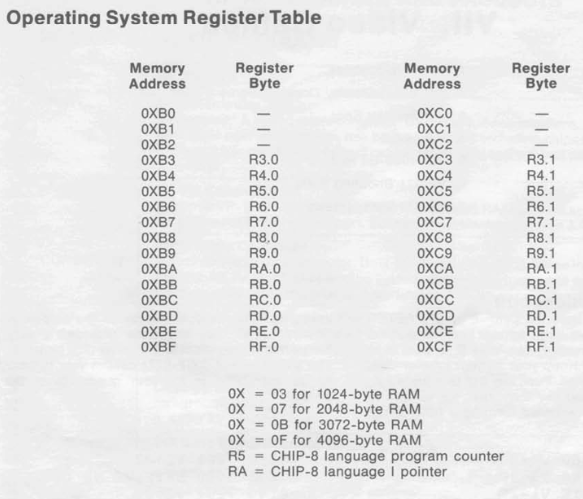 Operating System Register Table
Memory Register Memory Register
Address Byte Address Byte
0XB0 — 0XC0 —
0XB1 — 0XC1 —
0XB2 — 0XC2 —
0XB3 R3.0 0XC3 R3.1
0XB4 R4.0 0XC4 R4.1
0XB5 R5.0 0XC5 R5.1
0XB6 R6.0 0XC6 R6.1
0XB7 R7.0 0XC7 R7.1
0XB8 R8.0 0XC8 R8.1
0XB9 R9.0 0XC9 R9.1
0XBA RA.0 0XCA RA.1
0XBB RB.0 0XCB RB.1
0XBC RC.0 0XCC RC.1
0XBD RD.0 0XCD RD.1
0XBE RE.0 0XCE RE.1
0XBF RF.0 0XCF RF.1
0X = 03 for 1024-byte RAM
0X = 07 for 2048-byte RAM
0X = 0B for 3072-byte RAM
0X = 0F for 4096-byte RAM
R5 = CHIP-8 language program counter
RA = CHIP-8 language I pointer